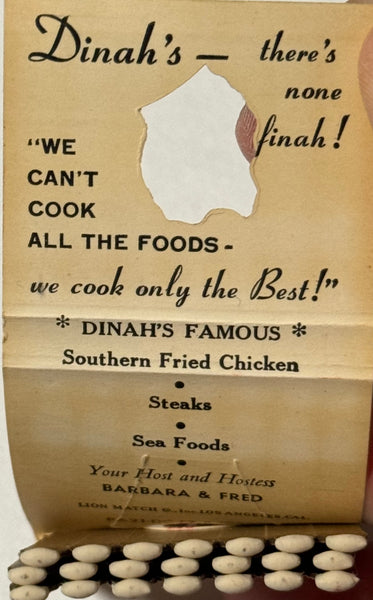 Dinah's — there's
none
finah!
"WE
CAN'T
COOK
ALL THE FOODS -
we cook only the Best!"
* DINAH'S FAMOUS *
Southern Fried Chicken
• Steaks
• Sea Foods
• Your Host and Hostess
BARBARA & FRED
LION MATCH CO., Inc. LOS ANGELES, CAL.